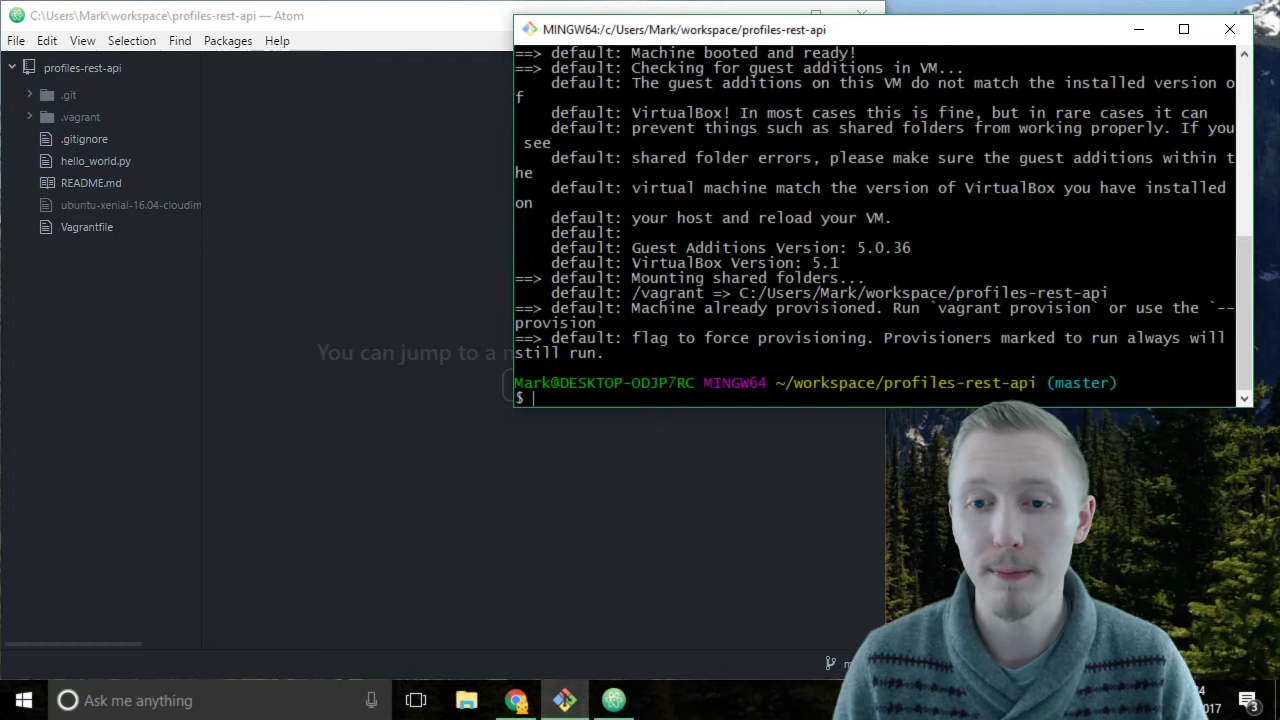 C:\Users\Mark\workspace\profiles-rest-api — Atom
File Edit View Selection Find Packages Help
profiles-rest-api
.git
.vagrant
.gitignore
hello_world.py
README.md
ubuntu-xenial-16.04-cloudim
Vagrantfile
You can jump to a
MINGW64:/c/Users/Mark/workspace/profiles-rest-api
==> default: Machine booted and ready!
==> default: Checking for guest additions in VM...
default: The guest additions on this VM do not match the installed version o
f
default: VirtualBox! In most cases this is fine, but in rare cases it can
default: prevent things such as shared folders from working properly. If you
see
default: shared folder errors, please make sure the guest additions within t
he
default: virtual machine match the version of VirtualBox you have installed
on
default: your host and reload your VM.
default:
default: Guest Additions Version: 5.0.36
default: VirtualBox Version: 5.1
==> default: Mounting shared folders...
default: /vagrant => C:/Users/Mark/workspace/profiles-rest-api
==> default: Machine already provisioned. Run `vagrant provision` or use the `--
provision`
==> default: flag to force provisioning. Provisioners marked to run always will
still run.
Mark@DESKTOP-ODJP7RC MINGW64 ~/workspace/profiles-rest-api (master)
$
Ask me anything
3